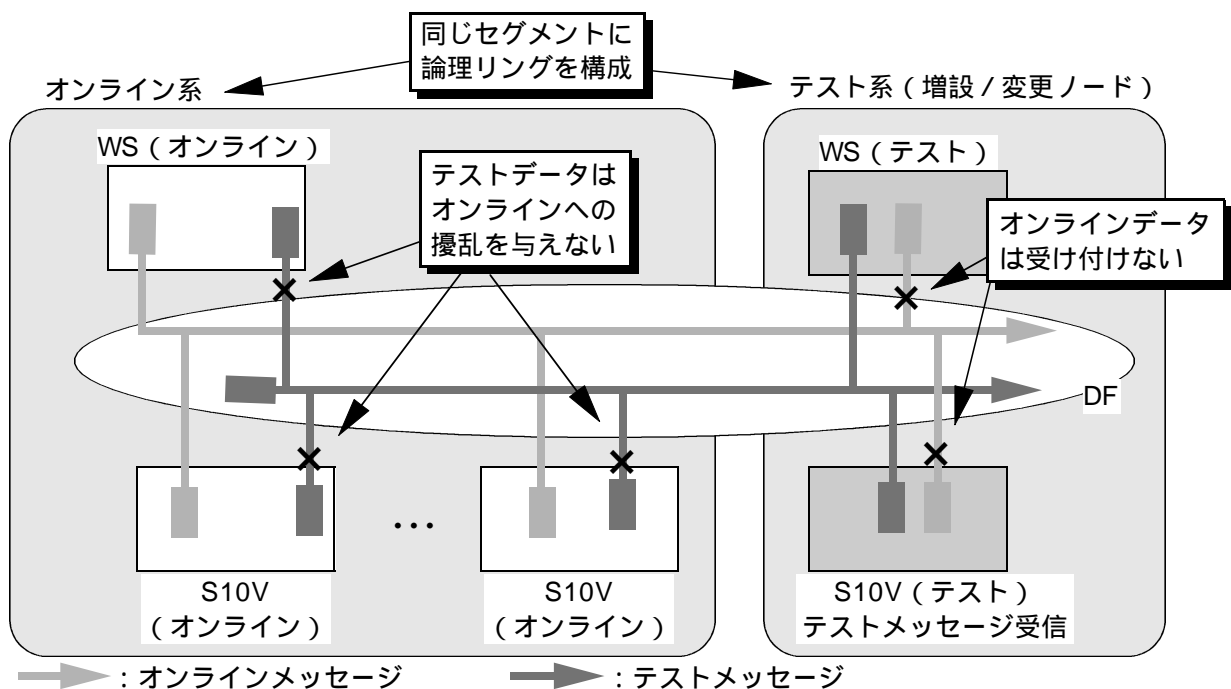 同じセグメントに
論理リングを構成
オンライン系
テスト系（増設／変更ノード）
WS（オンライン）
テストデータは
オンラインへの
擾乱を与えない
WS（テスト）
オンラインデータ
は受け付けない
DF
…
S10V
（オンライン）
S10V
（オンライン）
S10V（テスト）
テストメッセージ受信
：オンラインメッセージ
：テストメッセージ